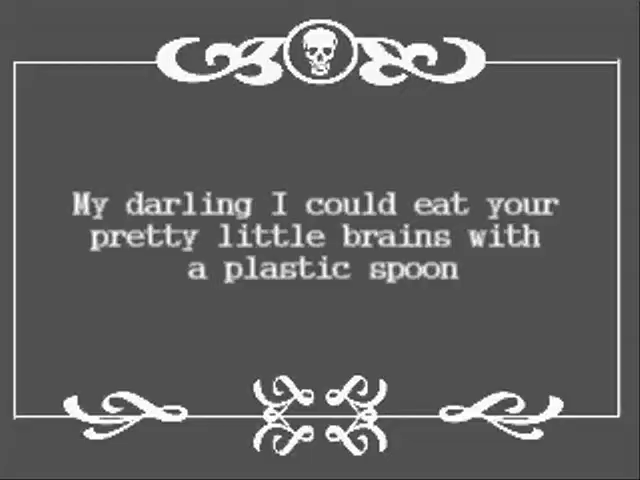 My darling I could eat your
pretty little brains with
a plastic spoon